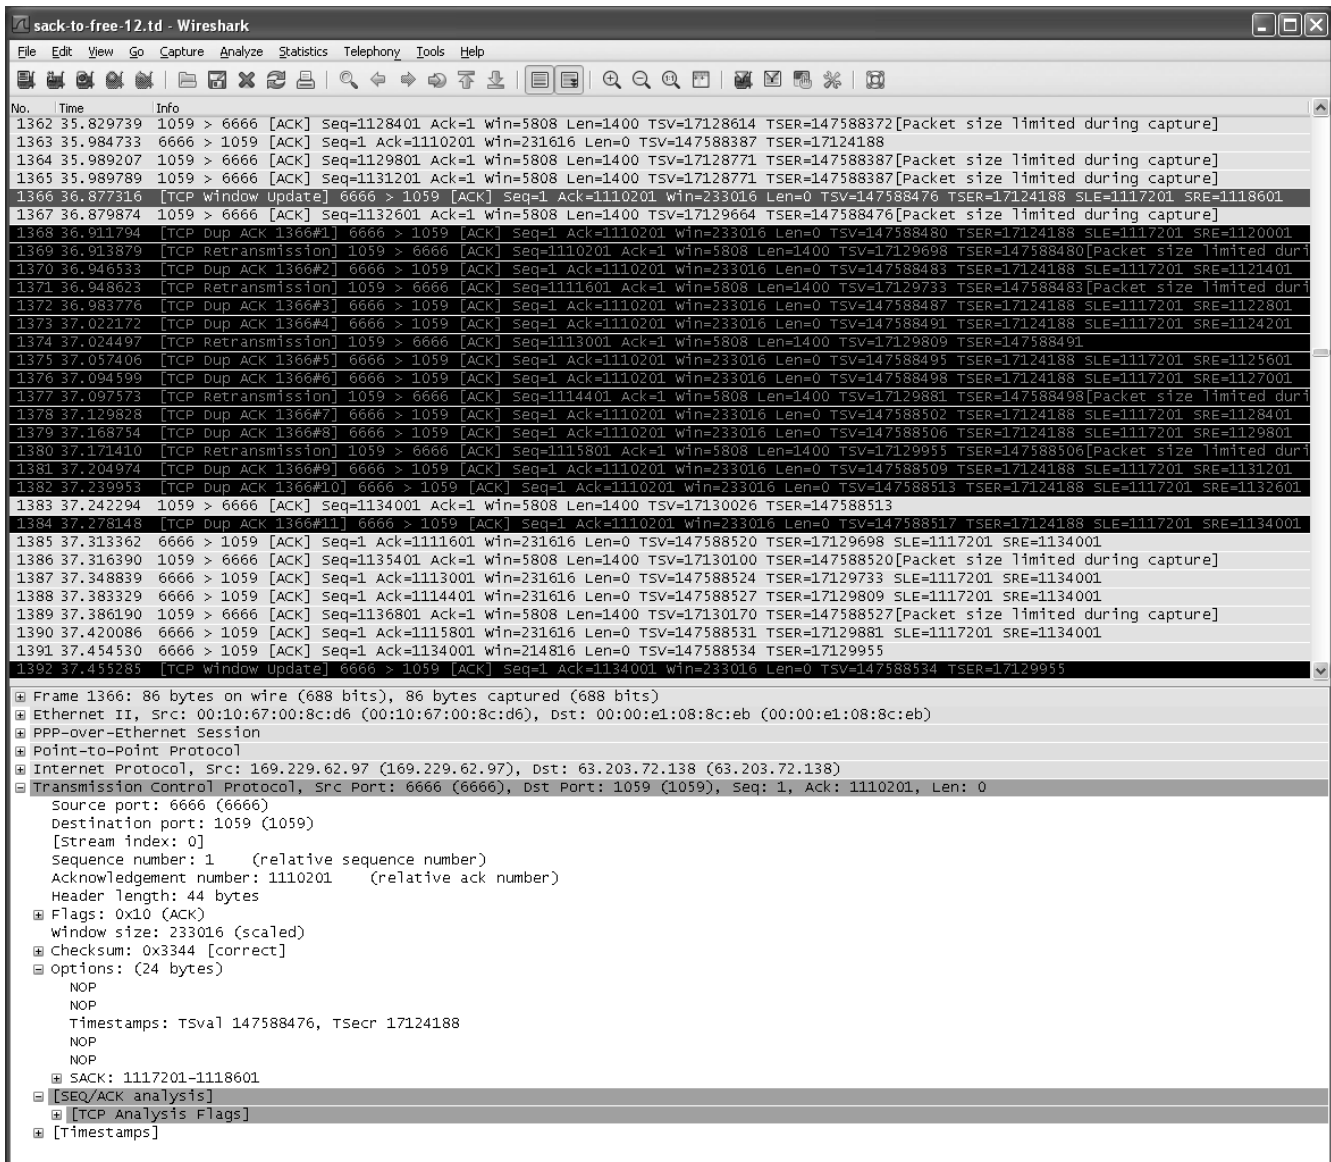 sack-to-free-12.td - Wireshark
File Edit View Go Capture Analyze Statistics Telephony Tools Help
No. Time Info
1362 35.829739 1059 > 6666 [ACK] Seq=1128401 Ack=1 Win=5808 Len=1400 TSV=17128614 TSER=147588372[Packet size limited during capture]
1363 35.984733 6666 > 1059 [ACK] Seq=1 Ack=1110201 Win=231616 Len=0 TSV=147588387 TSER=17124188
1364 35.989207 1059 > 6666 [ACK] Seq=1129801 Ack=1 Win=5808 Len=1400 TSV=17128771 TSER=147588387[Packet size limited during capture]
1365 35.989789 1059 > 6666 [ACK] Seq=1131201 Ack=1 Win=5808 Len=1400 TSV=17128771 TSER=147588387[Packet size limited during capture]
1366 36.877316 [TCP Window Update] 6666 > 1059 [ACK] Seq=1 Ack=1110201 Win=233016 Len=0 TSV=147588476 TSER=17124188 SLE=1117201 SRE=1118601
1367 36.879874 1059 > 6666 [ACK] Seq=1132601 Ack=1 Win=5808 Len=1400 TSV=17129664 TSER=147588476[Packet size limited during capture]
1368 36.911794 [TCP Dup ACK 1366#1] 6666 > 1059 [ACK] Seq=1 Ack=1110201 Win=233016 Len=0 TSV=147588480 TSER=17124188 SLE=1117201 SRE=1120001
1369 36.913879 [TCP Retransmission] 1059 > 6666 [ACK] Seq=1110201 Ack=1 Win=5808 Len=1400 TSV=17129698 TSER=147588480[Packet size limited duri
1370 36.946533 [TCP Dup ACK 1366#2] 6666 > 1059 [ACK] Seq=1 Ack=1110201 Win=233016 Len=0 TSV=147588483 TSER=17124188 SLE=1117201 SRE=1121401
1371 36.948623 [TCP Retransmission] 1059 > 6666 [ACK] Seq=1111601 Ack=1 Win=5808 Len=1400 TSV=17129733 TSER=147588483[Packet size limited duri
1372 36.983776 [TCP Dup ACK 1366#3] 6666 > 1059 [ACK] Seq=1 Ack=1110201 Win=233016 Len=0 TSV=147588487 TSER=17124188 SLE=1117201 SRE=1122801
1373 37.022172 [TCP Dup ACK 1366#4] 6666 > 1059 [ACK] Seq=1 Ack=1110201 Win=233016 Len=0 TSV=147588491 TSER=17124188 SLE=1117201 SRE=1124201
1374 37.024497 [TCP Retransmission] 1059 > 6666 [ACK] Seq=1113001 Ack=1 Win=5808 Len=1400 TSV=17129809 TSER=147588491
1375 37.057406 [TCP Dup ACK 1366#5] 6666 > 1059 [ACK] Seq=1 Ack=1110201 Win=233016 Len=0 TSV=147588495 TSER=17124188 SLE=1117201 SRE=1125601
1376 37.094599 [TCP Dup ACK 1366#6] 6666 > 1059 [ACK] Seq=1 Ack=1110201 Win=233016 Len=0 TSV=147588498 TSER=17124188 SLE=1117201 SRE=1127001
1377 37.097573 [TCP Retransmission] 1059 > 6666 [ACK] Seq=1114401 Ack=1 Win=5808 Len=1400 TSV=17129881 TSER=147588498[Packet size limited duri
1378 37.129828 [TCP Dup ACK 1366#7] 6666 > 1059 [ACK] Seq=1 Ack=1110201 Win=233016 Len=0 TSV=147588502 TSER=17124188 SLE=1117201 SRE=1128401
1379 37.168754 [TCP Dup ACK 1366#8] 6666 > 1059 [ACK] Seq=1 Ack=1110201 Win=233016 Len=0 TSV=147588506 TSER=17124188 SLE=1117201 SRE=1129801
1380 37.171410 [TCP Retransmission] 1059 > 6666 [ACK] Seq=1115801 Ack=1 Win=5808 Len=1400 TSV=17129955 TSER=147588506[Packet size limited duri
1381 37.204974 [TCP Dup ACK 1366#9] 6666 > 1059 [ACK] Seq=1 Ack=1110201 Win=233016 Len=0 TSV=147588509 TSER=17124188 SLE=1117201 SRE=1131201
1382 37.239953 [TCP Dup ACK 1366#10] 6666 > 1059 [ACK] Seq=1 Ack=1110201 Win=233016 Len=0 TSV=147588513 TSER=17124188 SLE=1117201 SRE=1132601
1383 37.242294 1059 > 6666 [ACK] Seq=1134001 Ack=1 Win=5808 Len=1400 TSV=17130026 TSER=147588513
1384 37.278148 [TCP Dup ACK 1366#11] 6666 > 1059 [ACK] Seq=1 Ack=1110201 Win=233016 Len=0 TSV=147588517 TSER=17124188 SLE=1117201 SRE=1134001
1385 37.313362 6666 > 1059 [ACK] Seq=1 Ack=1111601 Win=231616 Len=0 TSV=147588520 TSER=17129698 SLE=1117201 SRE=1134001
1386 37.316390 1059 > 6666 [ACK] Seq=1135401 Ack=1 Win=5808 Len=1400 TSV=17130100 TSER=147588520[Packet size limited during capture]
1387 37.348839 6666 > 1059 [ACK] Seq=1 Ack=1113001 Win=231616 Len=0 TSV=147588524 TSER=17129733 SLE=1117201 SRE=1134001
1388 37.383329 6666 > 1059 [ACK] Seq=1 Ack=1114401 Win=231616 Len=0 TSV=147588527 TSER=17129809 SLE=1117201 SRE=1134001
1389 37.386190 1059 > 6666 [ACK] Seq=1136801 Ack=1 Win=5808 Len=1400 TSV=17130170 TSER=147588527[Packet size limited during capture]
1390 37.420086 6666 > 1059 [ACK] Seq=1 Ack=1115801 Win=231616 Len=0 TSV=147588531 TSER=17129881 SLE=1117201 SRE=1134001
1391 37.454530 6666 > 1059 [ACK] Seq=1 Ack=1134001 Win=214816 Len=0 TSV=147588534 TSER=17129955
1392 37.455285 [TCP Window Update] 6666 > 1059 [ACK] Seq=1 Ack=1134001 Win=233016 Len=0 TSV=147588534 TSER=17129955
Frame 1366: 86 bytes on wire (688 bits), 86 bytes captured (688 bits)
Ethernet II, Src: 00:10:67:00:8c:d6 (00:10:67:00:8c:d6), Dst: 00:00:e1:08:8c:eb (00:00:e1:08:8c:eb)
PPP-over-Ethernet Session
Point-to-Point Protocol
Internet Protocol, Src: 169.229.62.97 (169.229.62.97), Dst: 63.203.72.138 (63.203.72.138)
Transmission Control Protocol, Src Port: 6666 (6666), Dst Port: 1059 (1059), Seq: 1, Ack: 1110201, Len: 0
Source port: 6666 (6666)
Destination port: 1059 (1059)
[Stream index: 0]
Sequence number: 1 (relative sequence number)
Acknowledgement number: 1110201 (relative ack number)
Header length: 44 bytes
Flags: 0x10 (ACK)
Window size: 233016 (scaled)
Checksum: 0x3344 [correct]
Options: (24 bytes)
NOP
NOP
Timestamps: TSval 147588476, TSecr 17124188
NOP
NOP
SACK: 1117201-1118601
[SEQ/ACK analysis]
[TCP Analysis Flags]
[Timestamps]